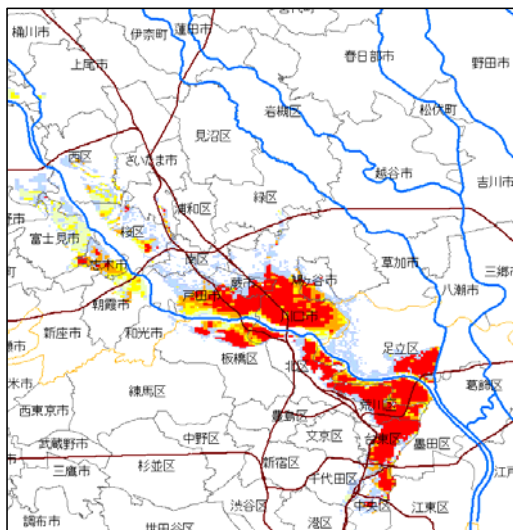 桶川市
伊奈町
蓮田市
春日部市
野田市
上尾市
岩槻区
松伏町
見沼区
西区
さいたま市
越谷市
吉川市
緑区
浦和区
桜区
富士見市
南区
草加市
三郷市
志木市
蕨市
鳩ヶ谷市
八潮市
戸田市
川口市
朝霞市
新座市
和光市
足立区
板橋区
北区
葛飾区
練馬区
荒川区
西東京市
豊島区
文京区
台東区
墨田区
武蔵野市
中野区
三鷹市
杉並区
新宿区
千代田区
渋谷区
中央区
江東区
港区
調布市
世田谷区